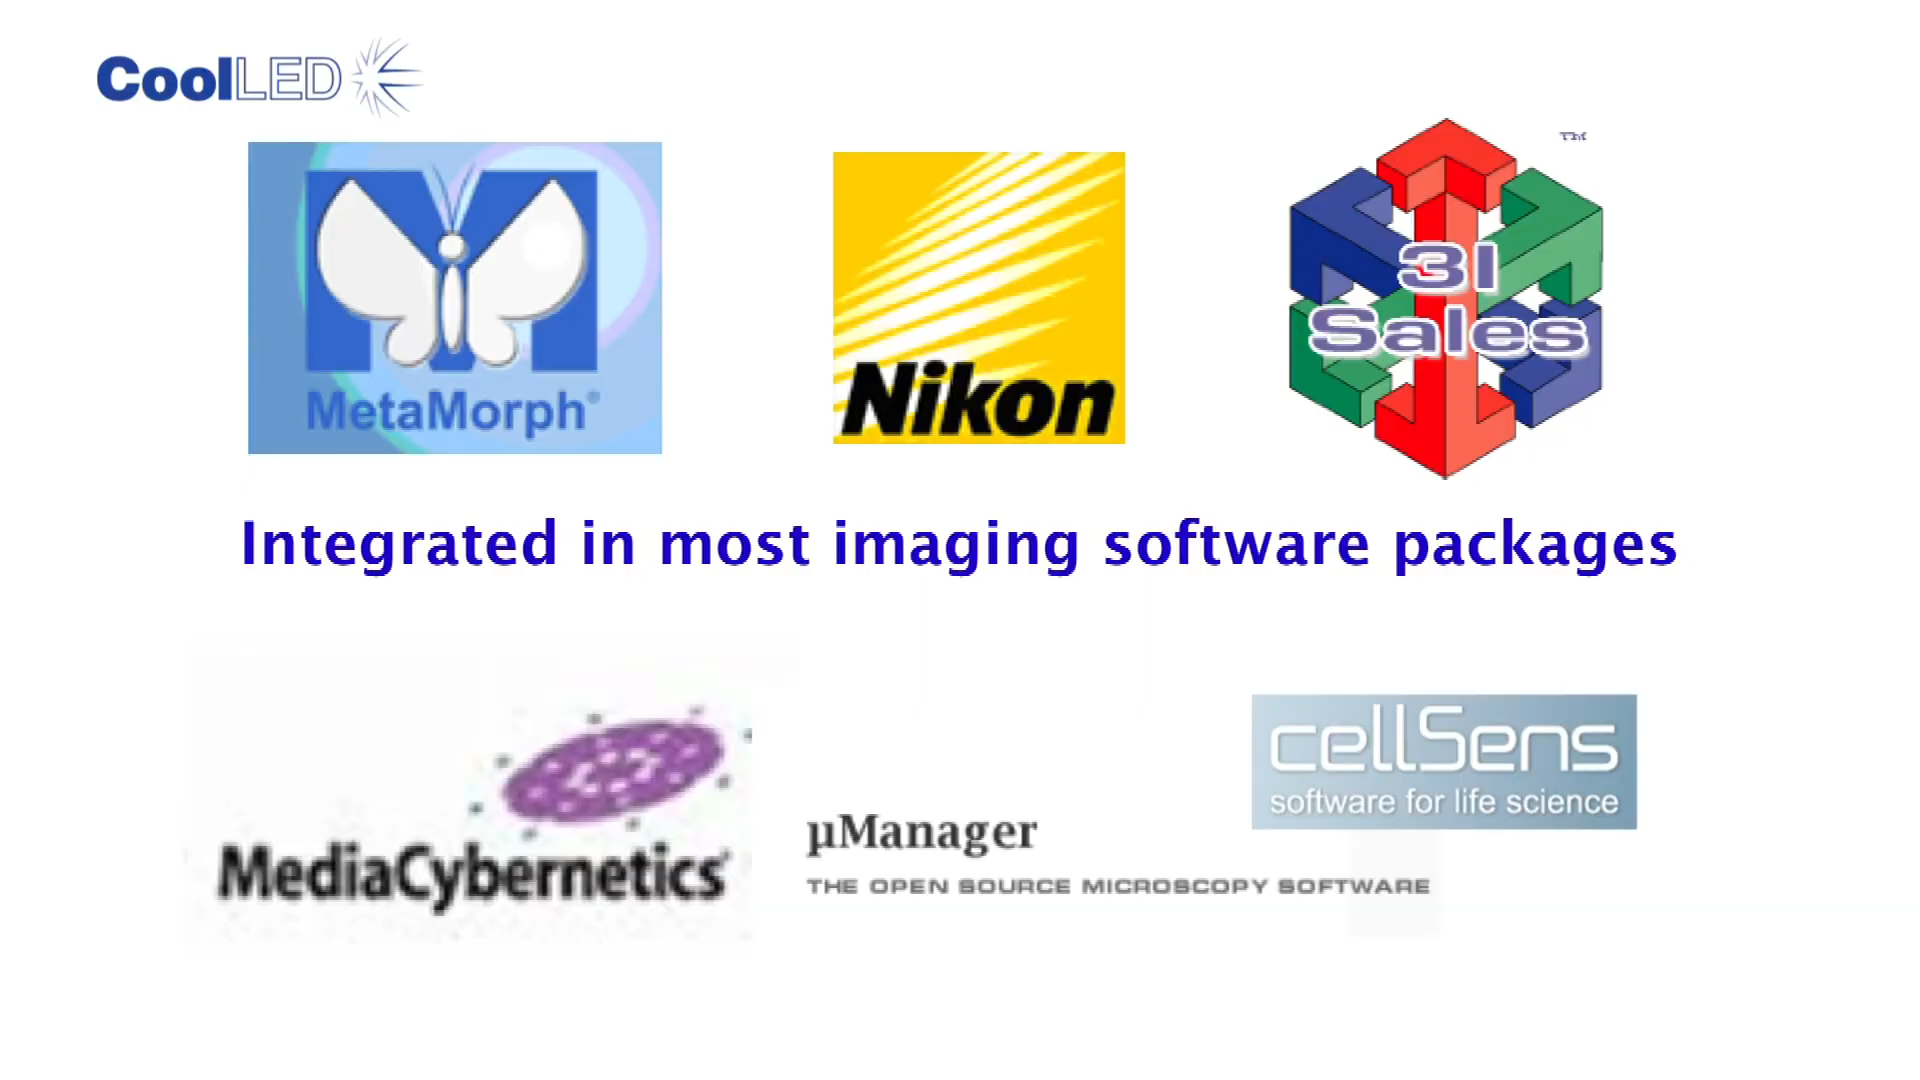 CoolLED
MetaMorph®
Nikon
TM
3I
Sales
Integrated in most imaging software packages
MediaCybernetics
µManager
THE OPEN SOURCE MICROSCOPY SOFTWARE
cellSens
software for life science